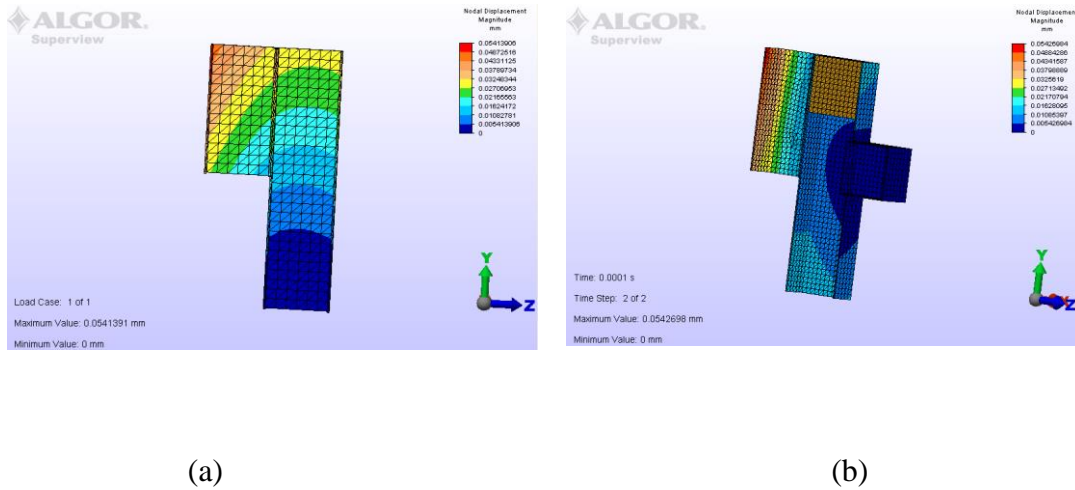 ALGOR.
Superview
Nodal Displacement
Magnitude
mm
0.05413906
0.04872516
0.04331125
0.03789734
0.03248344
0.02706953
0.02165563
0.01624172
0.01082781
0.005413906
0
Y
Z
Load Case: 1 of 1
Maximum Value: 0.0541391 mm
Minimum Value: 0 mm
ALGOR.
Superview
Nodal Displacement
Magnitude
mm
0.05426984
0.04884286
0.04341587
0.03798889
0.0325619
0.02713492
0.02170794
0.01628095
0.01085397
0.005426984
0
Y
Z
Time: 0.0001 s
Time Step: 2 of 2
Maximum Value: 0.0542698 mm
Minimum Value: 0 mm
(a)
(b)